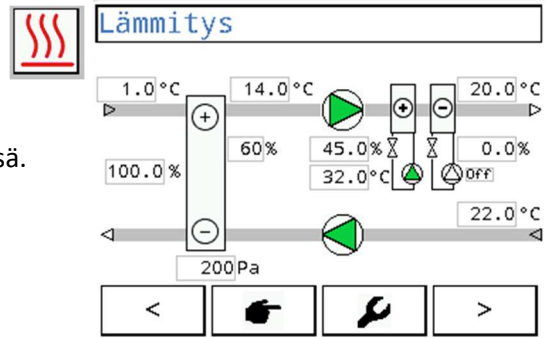 Lämmitys
1.0 °C 14.0 °C 20.0 °C
sä.
60 % 45.0 % 0.0 %
100.0 % 32.0 °C Off
22.0 °C
200 Pa
< >